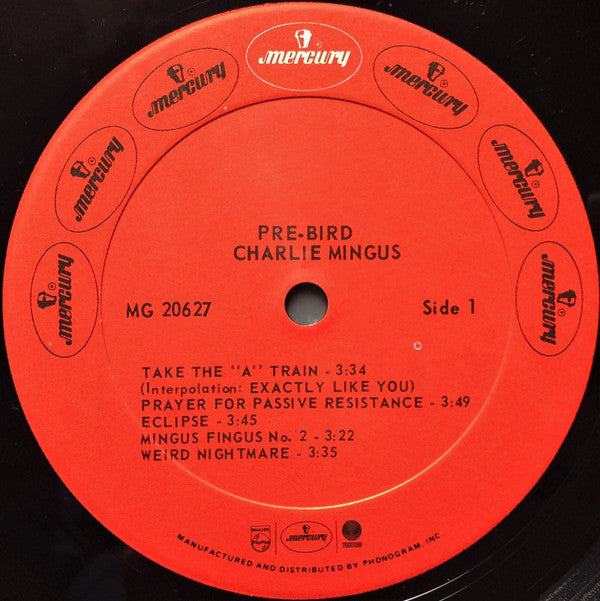 mercury
mercury
mercury
mercury
mercury
mercury
mercury
PRE-BIRD
CHARLIE MINGUS
MG 20627
Side 1
TAKE THE "A" TRAIN - 3:34
(Interpolation: EXACTLY LIKE YOU)
PRAYER FOR PASSIVE RESISTANCE - 3:49
ECLIPSE - 3:45
MINGUS FINGUS No. 2 - 3:22
WEIRD NIGHTMARE - 3:35
PHILIPS
mercury
MANUFACTURED AND DISTRIBUTED BY PHONOGRAM, INC.